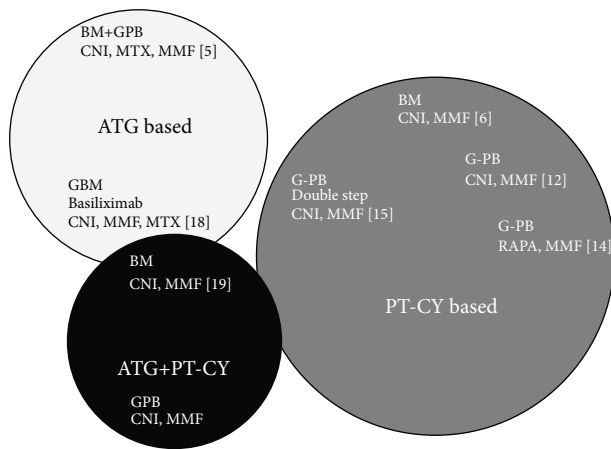 BM+GPB
CNI, MTX, MMF [5]
ATG based
GBM
Basiliximab
CNI, MMF, MTX [18]
BM
CNI, MMF [19]
ATG+PT-CY
GPB
CNI, MMF
BM
CNI, MMF [6]
G-PB
CNI, MMF [12]
G-PB
Double step
CNI, MMF [15]
G-PB
RAPA, MMF [14]
PT-CY based